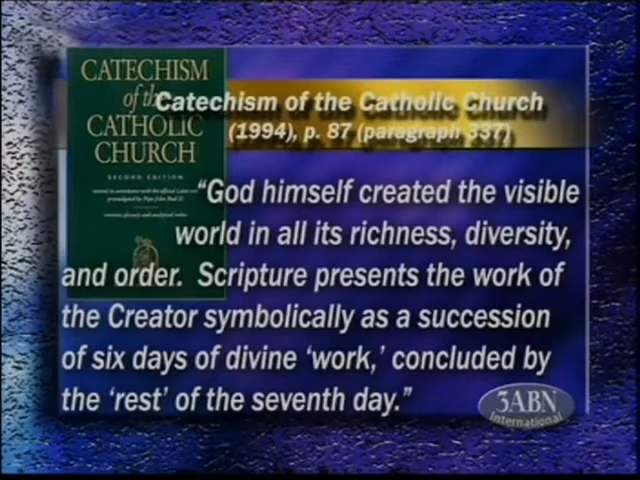 CATECHISM
of the
CATHOLIC
CHURCH
SECOND EDITION
Catechism of the Catholic Church
(1994), p. 87 (paragraph 337)
“God himself created the visible
world in all its richness, diversity,
and order. Scripture presents the work of
the Creator symbolically as a succession
of six days of divine ‘work,’ concluded by
the ‘rest’ of the seventh day.”
3ABN
International